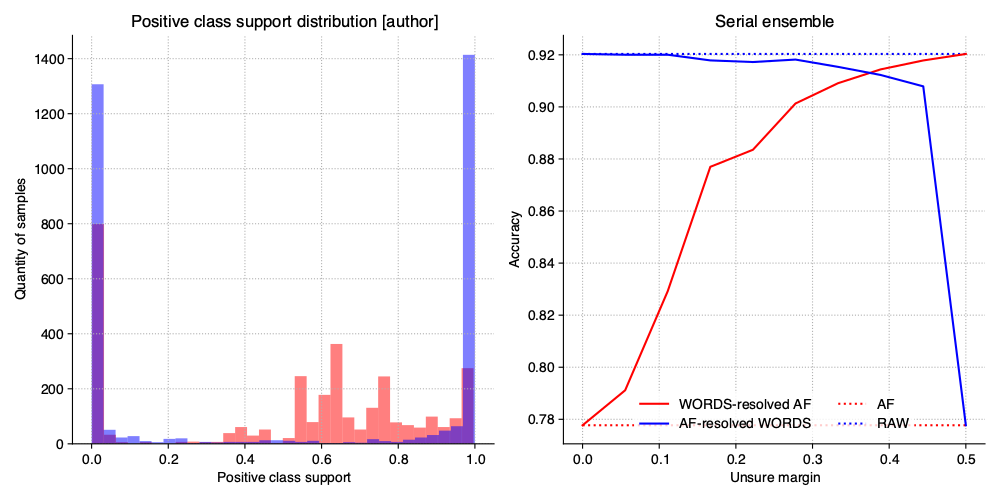 Positive class support distribution [author]
Quantity of samples
1400
1200
1000
800
600
400
200
0
0.0 0.2 0.4 0.6 0.8 1.0
Positive class support
Serial ensemble
Accuracy
0.92
0.90
0.88
0.86
0.84
0.82
0.80
0.78
WORDS-resolved AF
AF-resolved WORDS
AF
RAW
0.0 0.1 0.2 0.3 0.4 0.5
Unsure margin